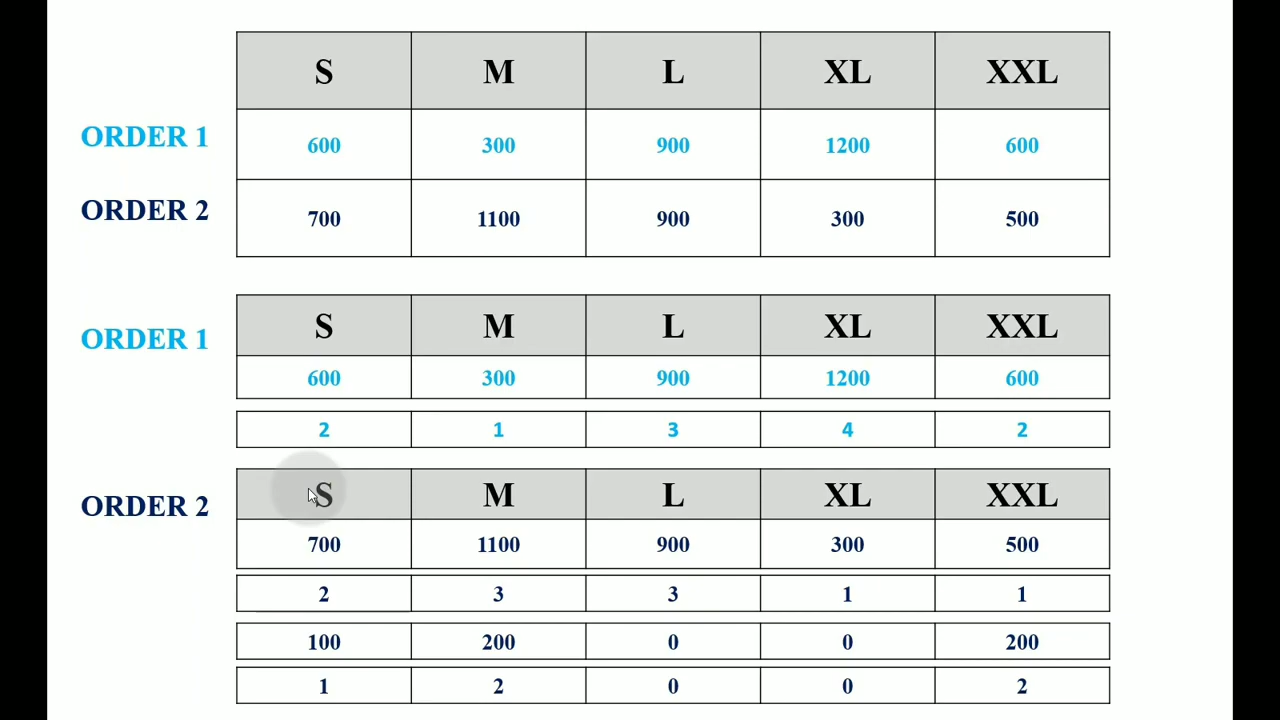 S M L XL XXL
ORDER 1 600 300 900 1200 600
ORDER 2 700 1100 900 300 500
ORDER 1 S M L XL XXL
600 300 900 1200 600
2 1 3 4 2
ORDER 2 S M L XL XXL
700 1100 900 300 500
2 3 3 1 1
100 200 0 0 200
1 2 0 0 2